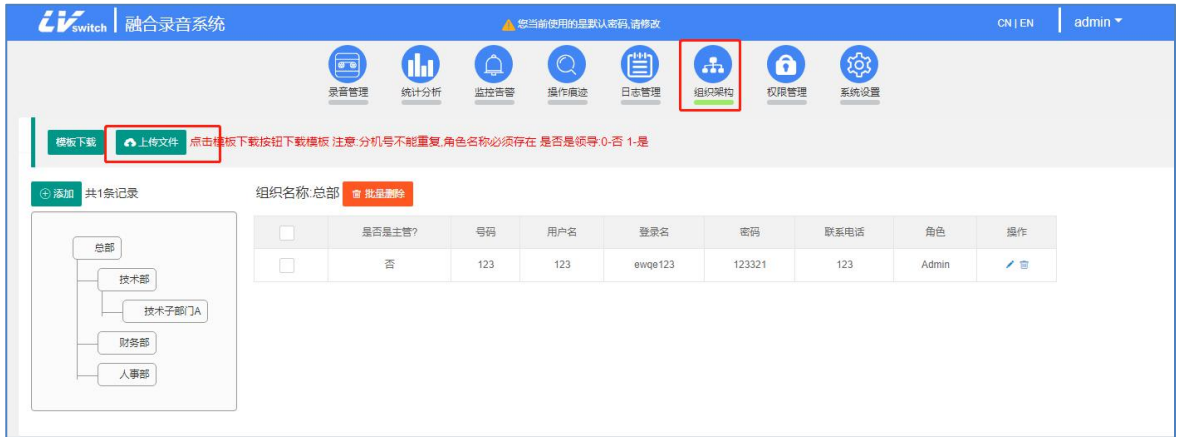 LVswitch 融合录音系统 您当前使用的是默认密码,请修改 CN | EN admin
录音管理 统计分析 监控告警 操作痕迹 日志管理 组织架构 权限管理 系统设置
模板下载 上传文件 点击模板下载按钮下载模板 注意:分机号不能重复,角色名称必须存在 是否是领导:0-否 1-是
添加 共1条记录 组织名称:总部 批量删除
是否是主管? 号码 用户名 登录名 密码 联系电话 角色 操作
否 123 123 ewqe123 123321 123 Admin
总部
技术部
技术子部门A
财务部
人事部